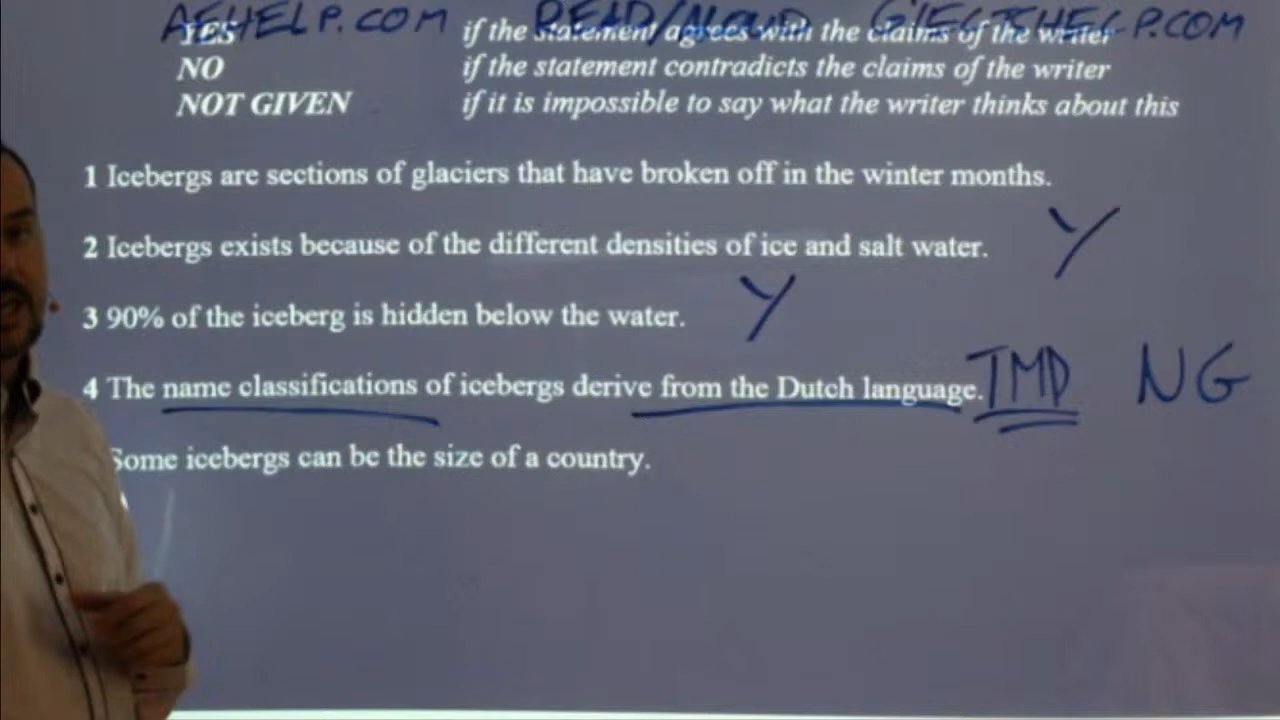 AEHELP.COM READ/ALOUD GIELTSHELP.COM
YES if the statement agrees with the claims of the writer
NO if the statement contradicts the claims of the writer
NOT GIVEN if it is impossible to say what the writer thinks about this
1 Icebergs are sections of glaciers that have broken off in the winter months.
2 Icebergs exists because of the different densities of ice and salt water. Y
3 90% of the iceberg is hidden below the water. Y
4 The name classifications of icebergs derive from the Dutch language. TMD NG
Some icebergs can be the size of a country.